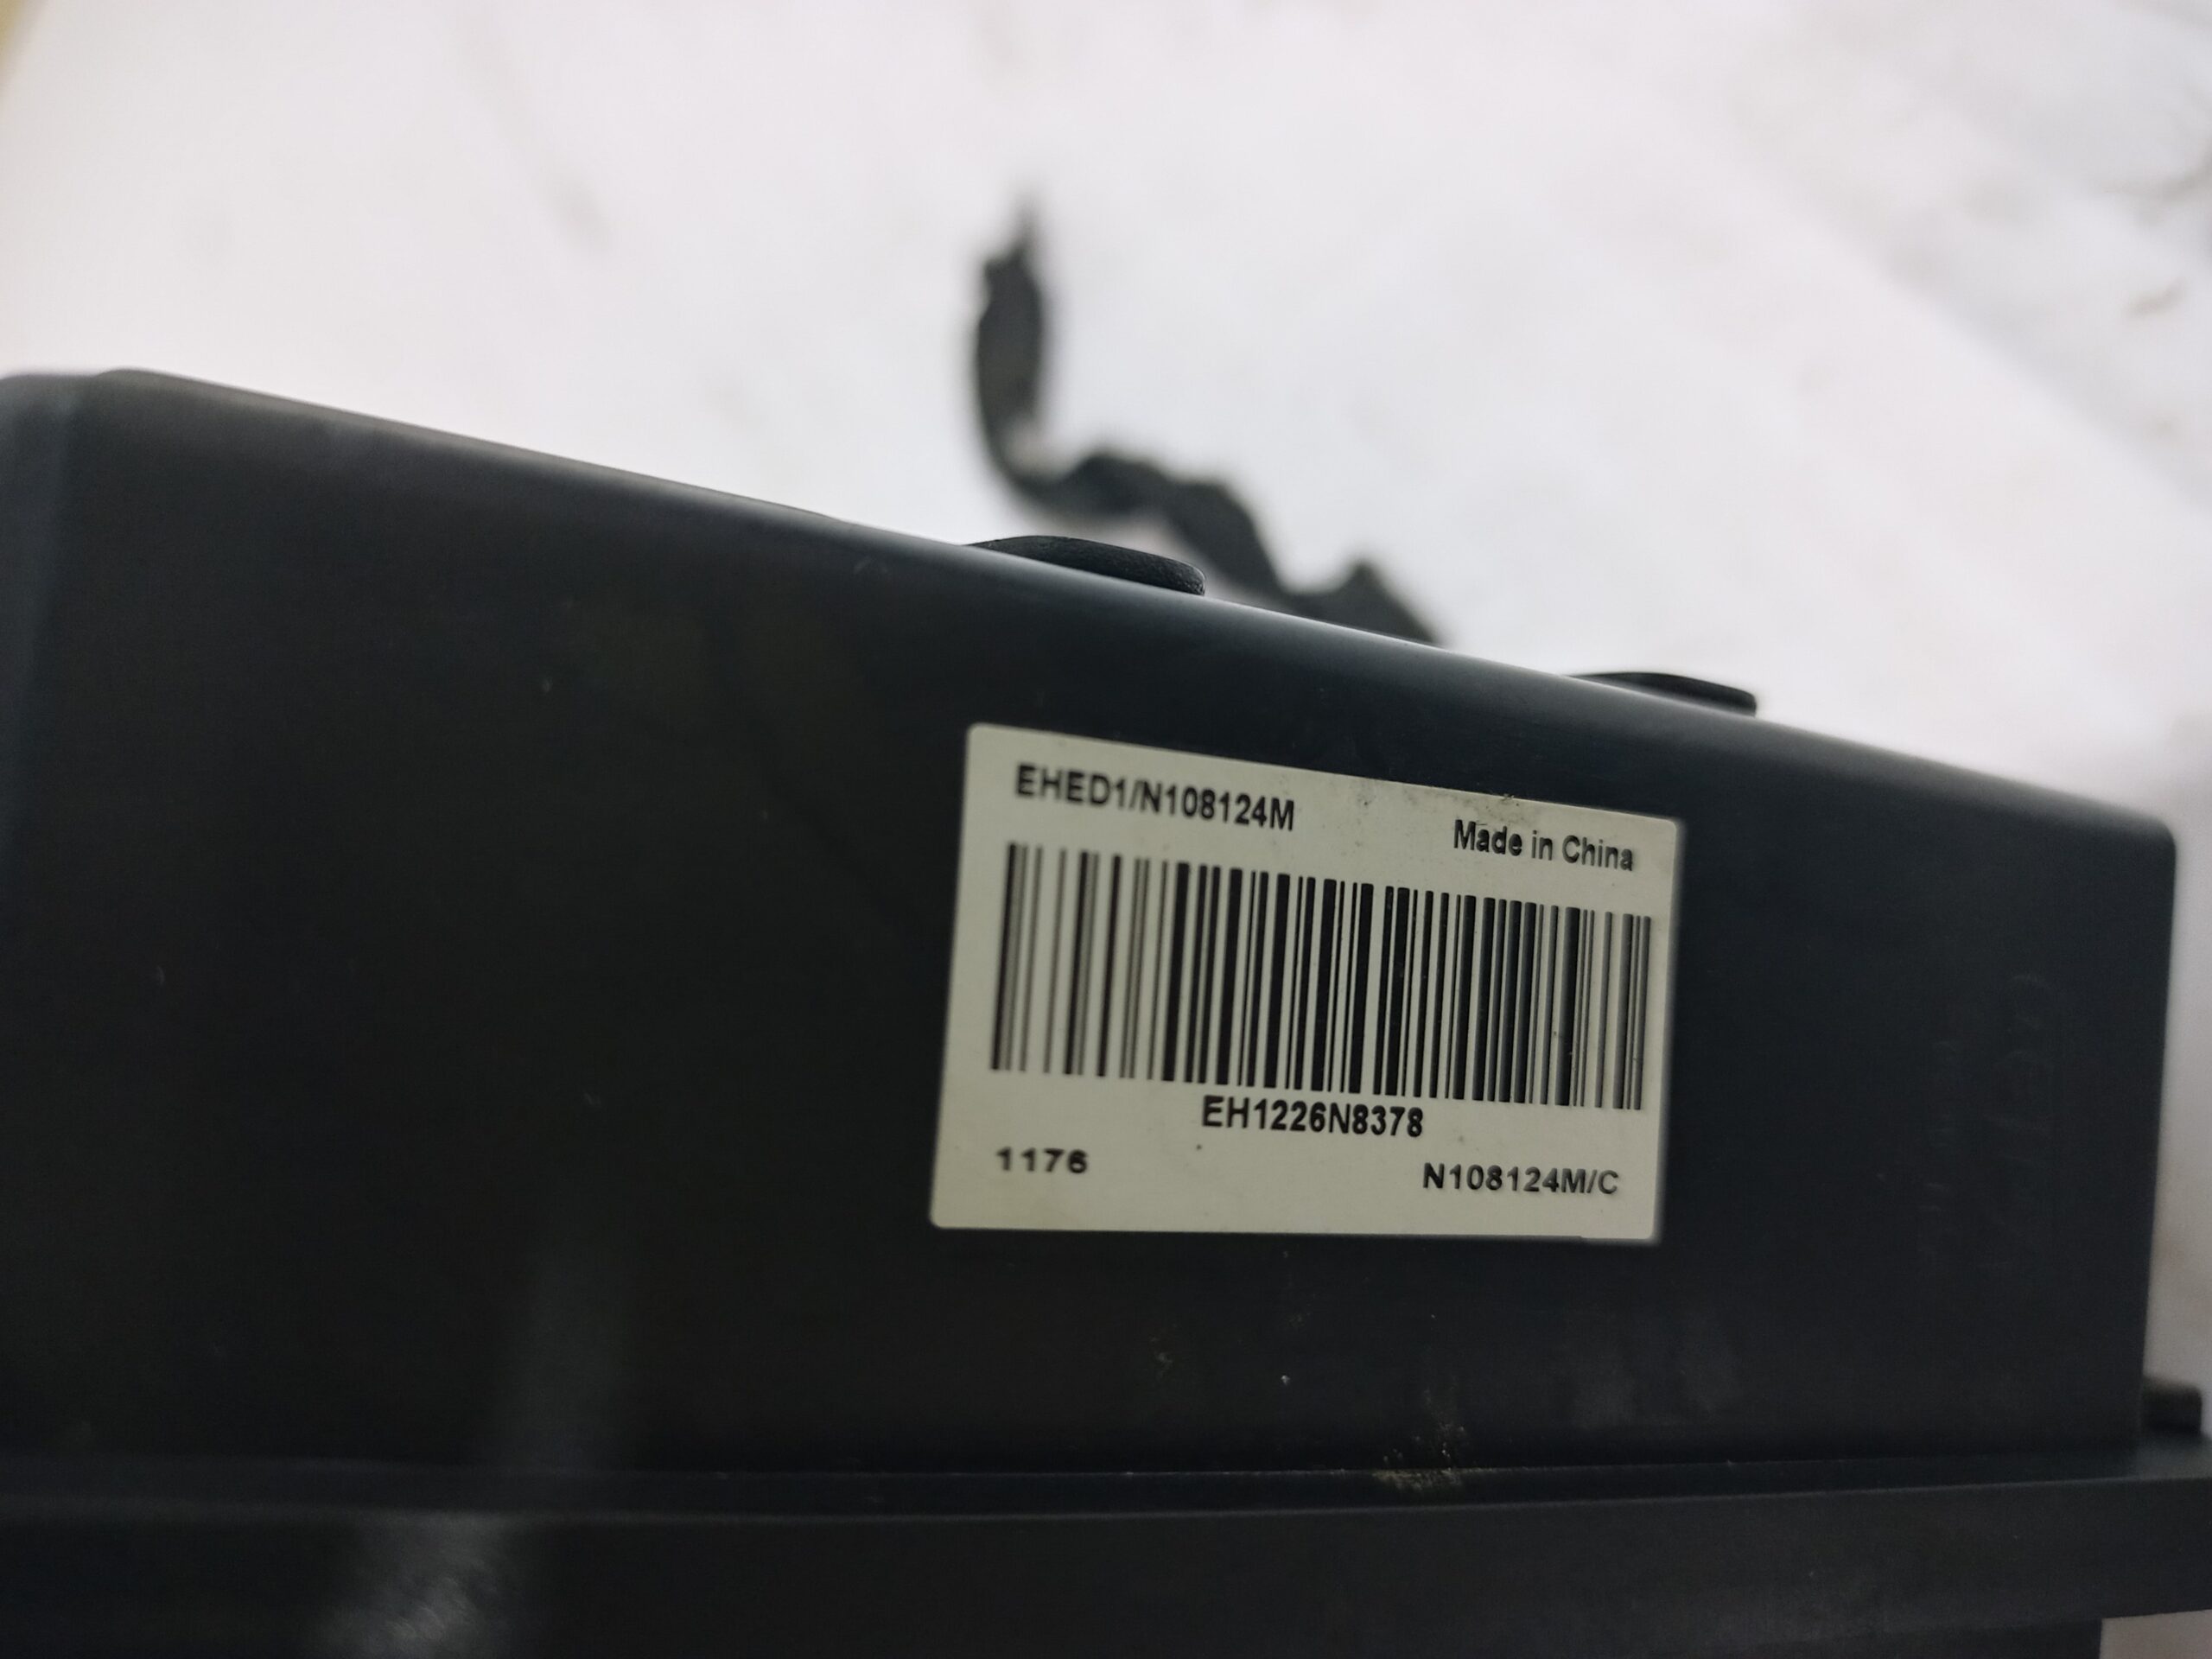 EHED1/N108124M
Made in China
EH1226N8378
1176
N108124M/C